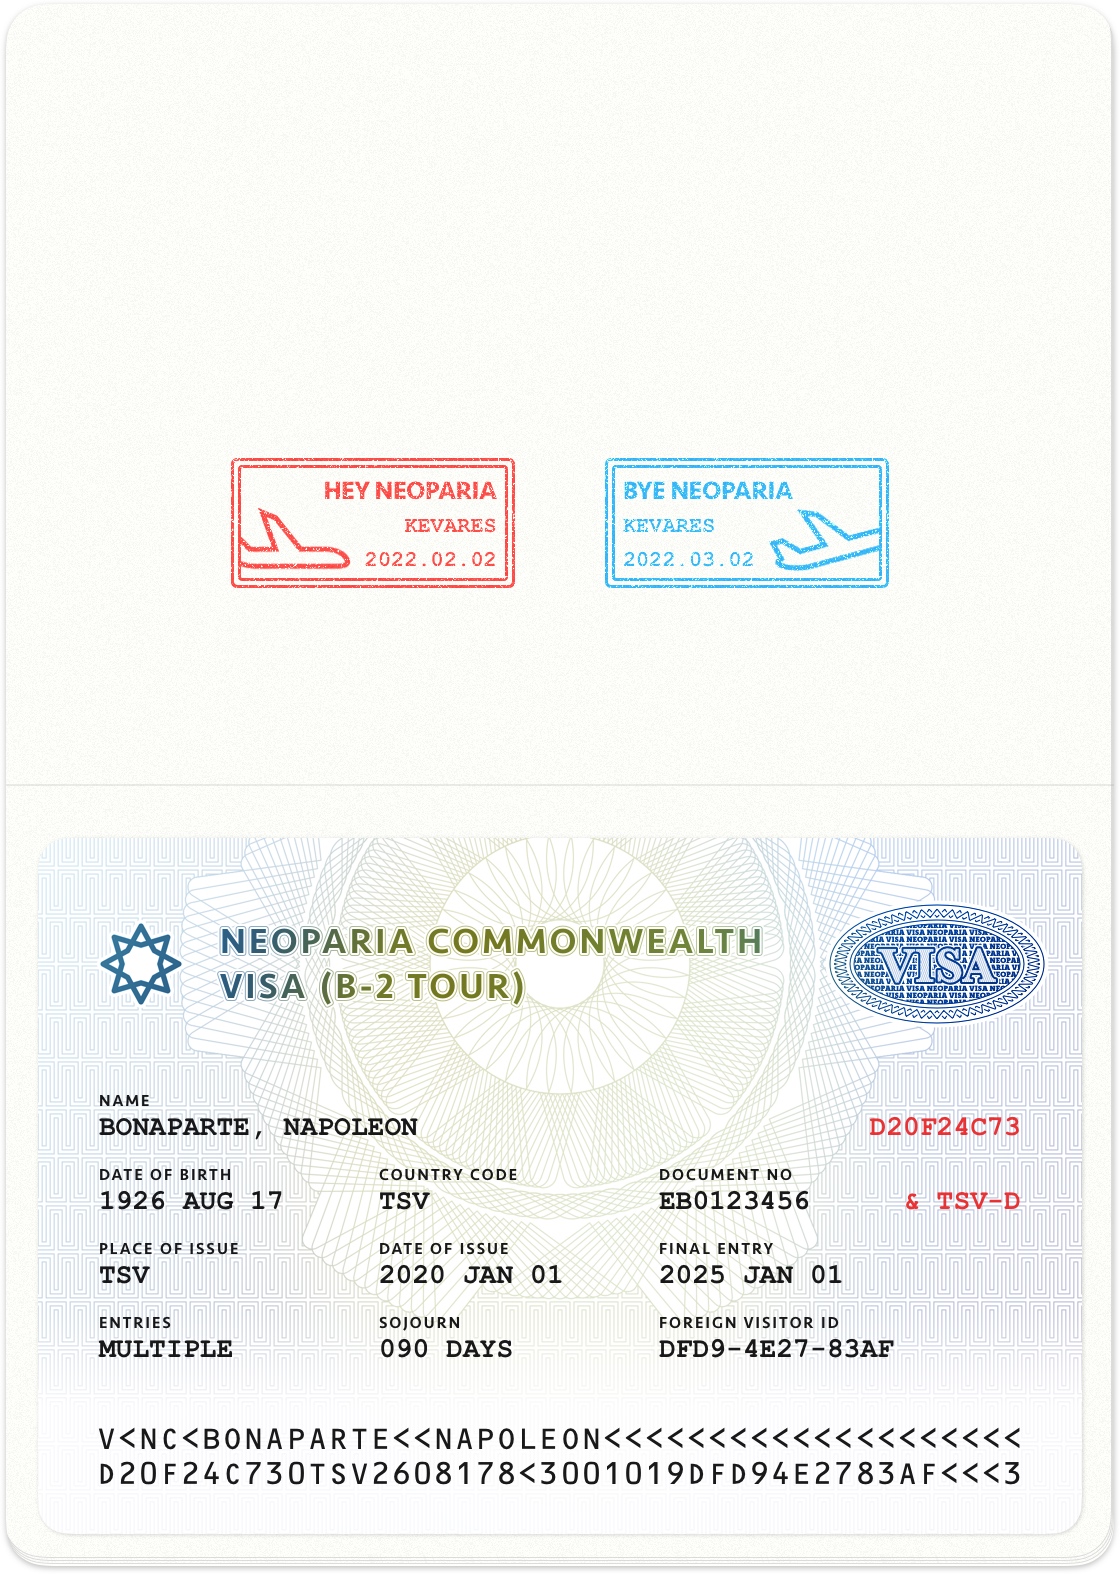 HEY NEOPARIA
KEVARES
2022.02.02
BYE NEOPARIA
KEVARES
2022.03.02
NEOPARIA COMMONWEALTH
VISA (B-2 TOUR)
VISA
NAME
BONAPARTE, NAPOLEON
D20F24C73
DATE OF BIRTH
COUNTRY CODE
DOCUMENT NO
1926 AUG 17
TSV
EB0123456
& TSV-D
PLACE OF ISSUE
DATE OF ISSUE
FINAL ENTRY
TSV
2020 JAN 01
2025 JAN 01
ENTRIES
SOJOURN
FOREIGN VISITOR ID
MULTIPLE
090 DAYS
DFD9-4E27-83AF
V<NC<BONAPARTE<<NAPOLEON<<<<<<<<<<<<<<<<<<<<
D20F24C730TSV2608178<3001019DFD94E2783AF<<<3